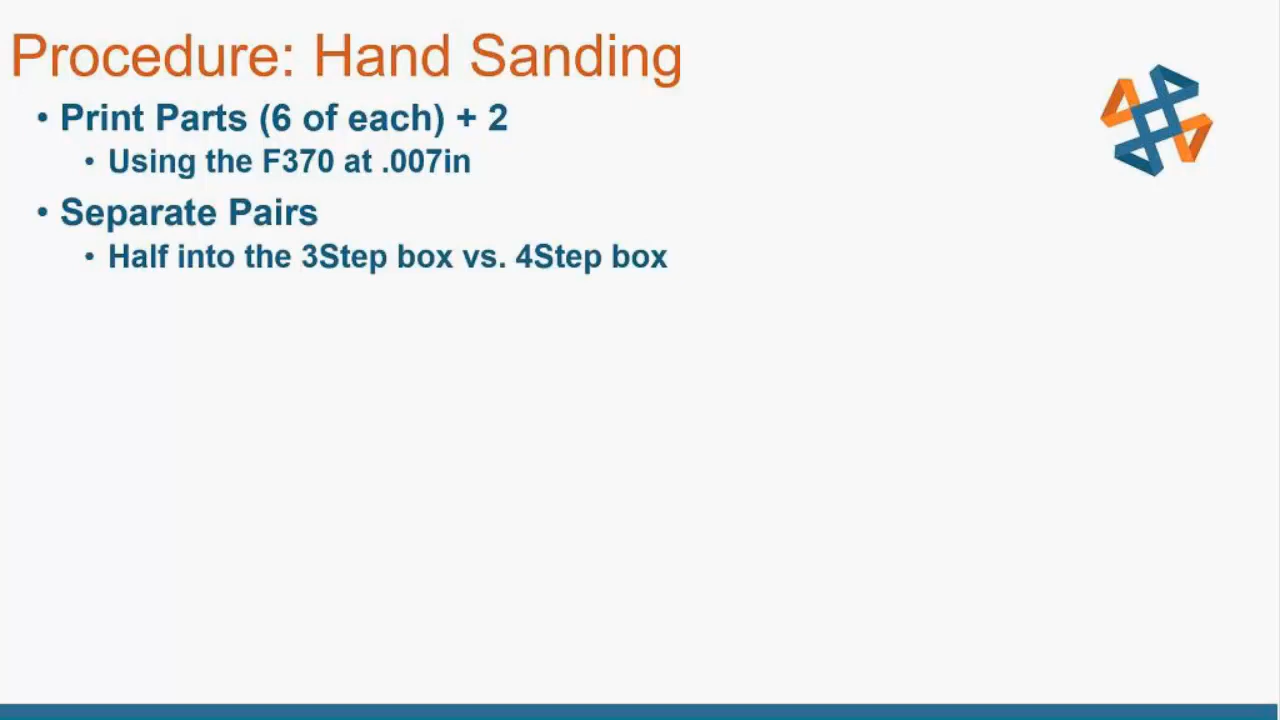 Procedure: Hand Sanding
• Print Parts (6 of each) + 2
• Using the F370 at .007in
• Separate Pairs
• Half into the 3Step box vs. 4Step box